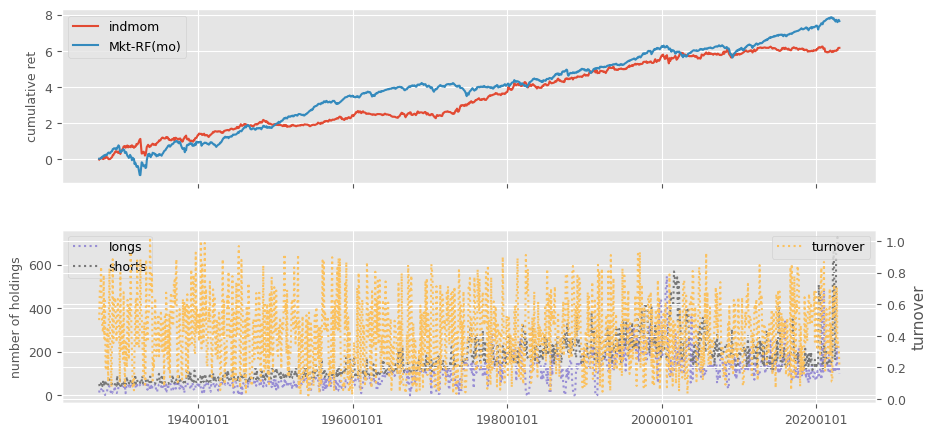 8
6
4
2
0
cumulative ret
indmom
Mkt-RF(mo)
600
400
200
0
number of holdings
longs
shorts
turnover
1.0
0.8
0.6
0.4
0.2
0.0
turnover
19400101
19600101
19800101
20000101
20200101